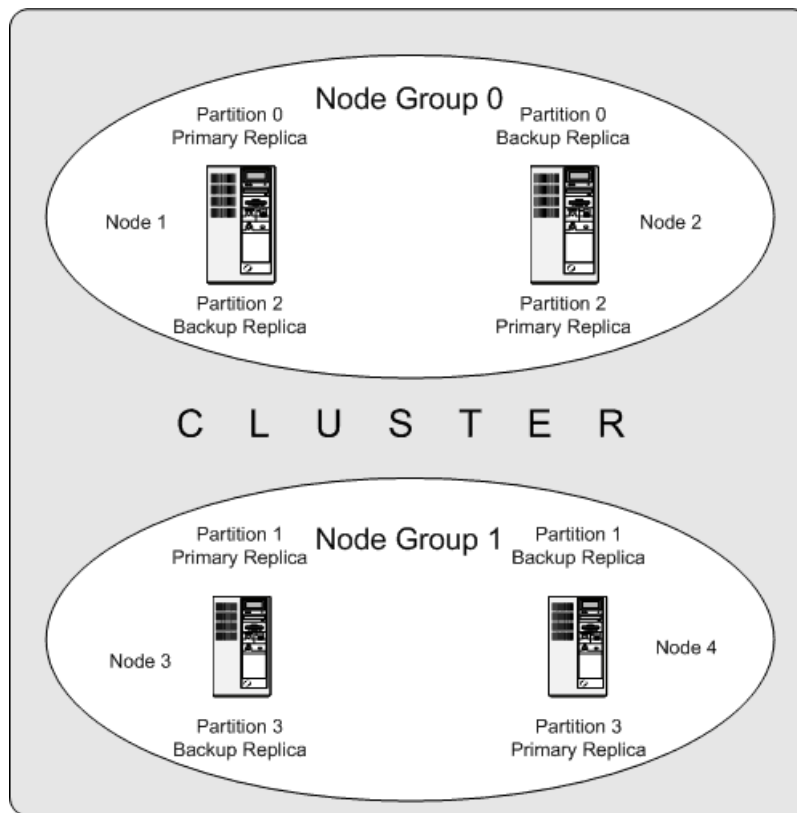 Node Group 0
Partition 0
Primary Replica
Partition 0
Backup Replica
Node 1
Node 2
Partition 2
Backup Replica
Partition 2
Primary Replica
C L U S T E R
Node Group 1
Partition 1
Primary Replica
Partition 1
Backup Replica
Node 3
Node 4
Partition 3
Backup Replica
Partition 3
Primary Replica